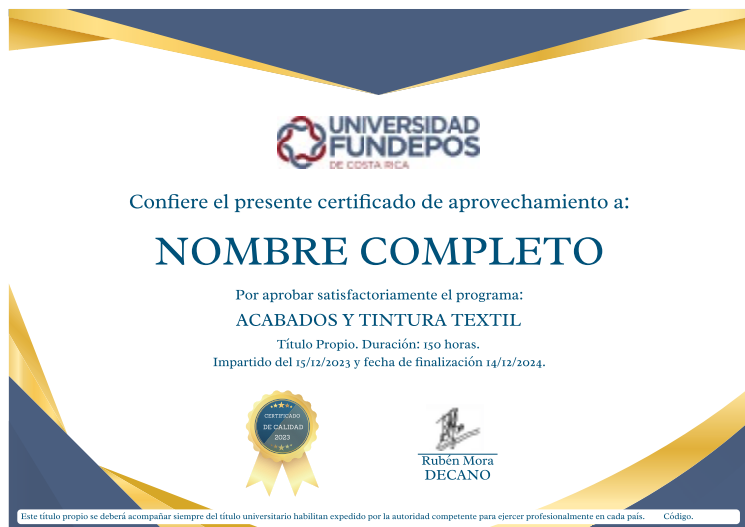 UNIVERSIDAD
FUNDEPOS
DE COSTA RICA
Confiere el presente certificado de aprovechamiento a:
NOMBRE COMPLETO
Por aprobar satisfactoriamente el programa:
ACABADOS Y TINTURA TEXTIL
Título Propio. Duración: 150 horas.
Impartido del 15/12/2023 y fecha de finalización 14/12/2024.
CERTIFICADO
DE CALIDAD
2023
Rubén Mora
DECANO
Este título propio se deberá acompañar siempre del título universitario habilitan expedido por la autoridad competente para ejercer profesionalmente en cada país. Código.